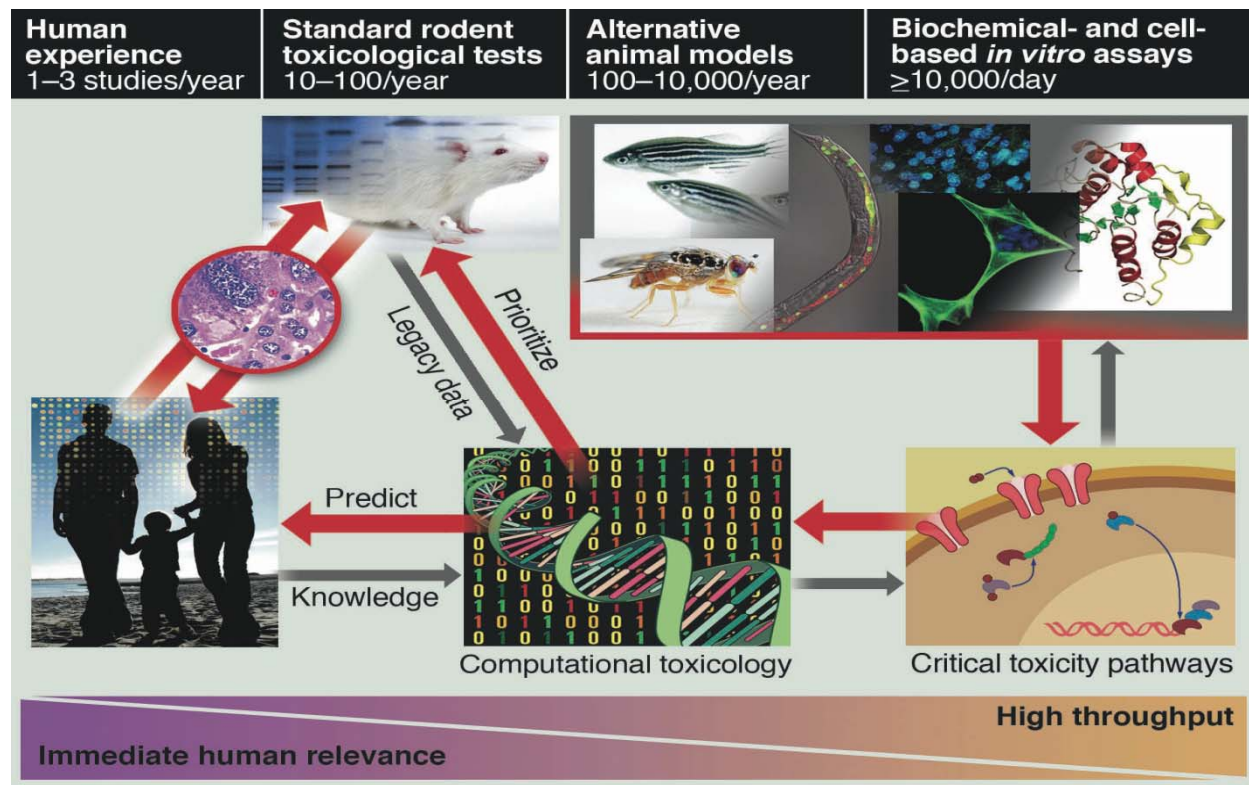 Human
experience
1–3 studies/year
Standard rodent
toxicological tests
10–100/year
Alternative
animal models
100–10,000/year
Biochemical- and cell-
based in vitro assays
≥10,000/day
Legacy data
Prioritize
Predict
Knowledge
Computational toxicology
Critical toxicity pathways
High throughput
Immediate human relevance